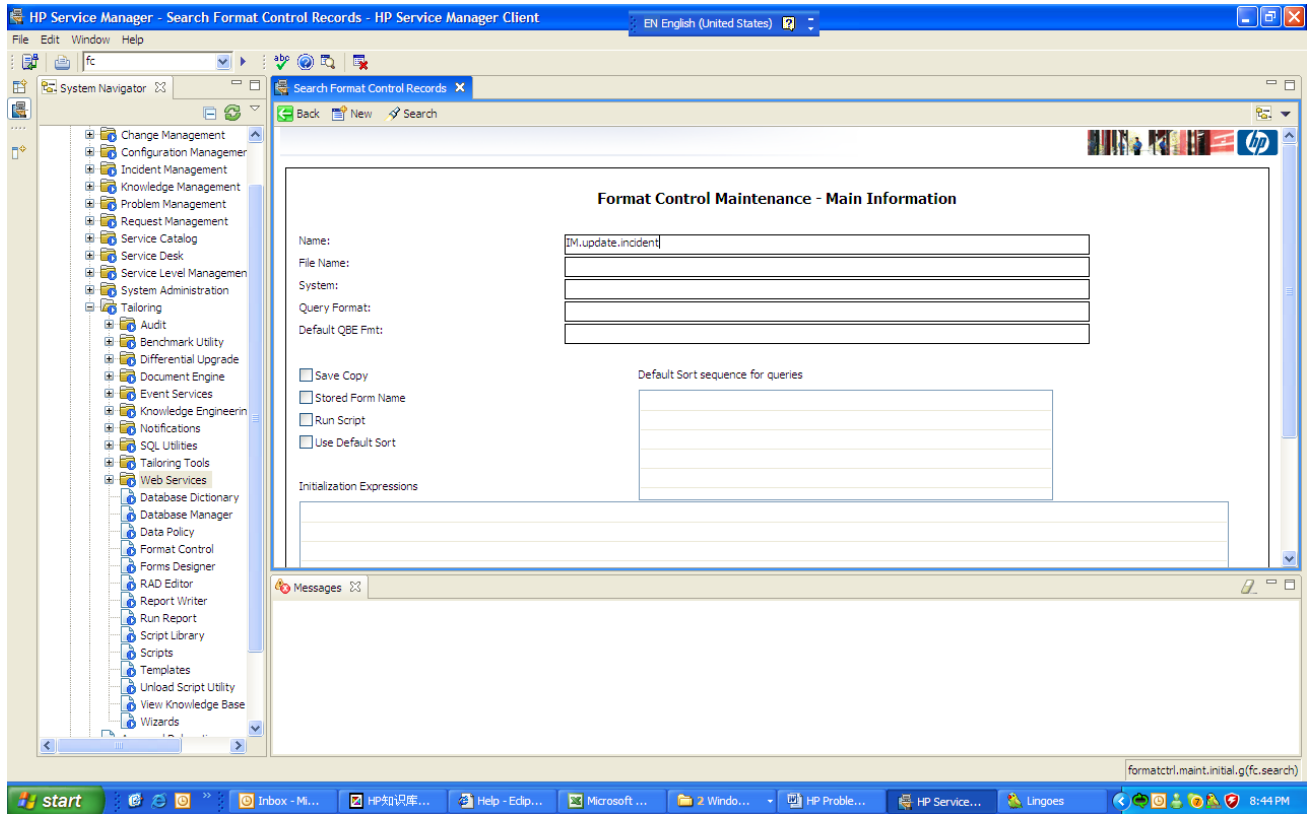 HP Service Manager - Search Format Control Records - HP Service Manager Client
EN English (United States)
File Edit Window Help
fc
abc
System Navigator
Search Format Control Records
Back New Search
hp
Change Management
Configuration Managemer
Incident Management
Knowledge Management
Problem Management
Request Management
Service Catalog
Service Desk
Service Level Managemen
System Administration
Tailoring
Audit
Benchmark Utility
Differential Upgrade
Document Engine
Event Services
Knowledge Engineerin
Notifications
SQL Utilities
Tailoring Tools
Web Services
Database Dictionary
Database Manager
Data Policy
Format Control
Forms Designer
RAD Editor
Report Writer
Run Report
Script Library
Scripts
Templates
Unload Script Utility
View Knowledge Base
Wizards
Format Control Maintenance - Main Information
Name: IM.update.incident
File Name:
System:
Query Format:
Default QBE Fmt:
Save Copy
Stored Form Name
Run Script
Use Default Sort
Default Sort sequence for queries
Initialization Expressions
Messages
formatctrl.maint.initial.g(fc.search)
start
Inbox - Mi...
HP知识库...
Help - Eclip...
Microsoft ...
2 Windo...
HP Proble...
HP Service...
Lingoes
8:44 PM